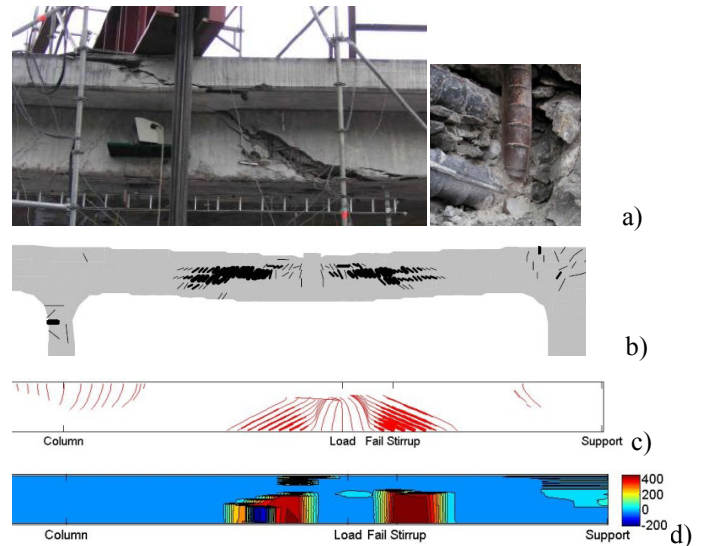 a)
b)
Column Load Fail Stirrup Support
c)
400
200
0
-200
Column Load Fail Stirrup Support
d)